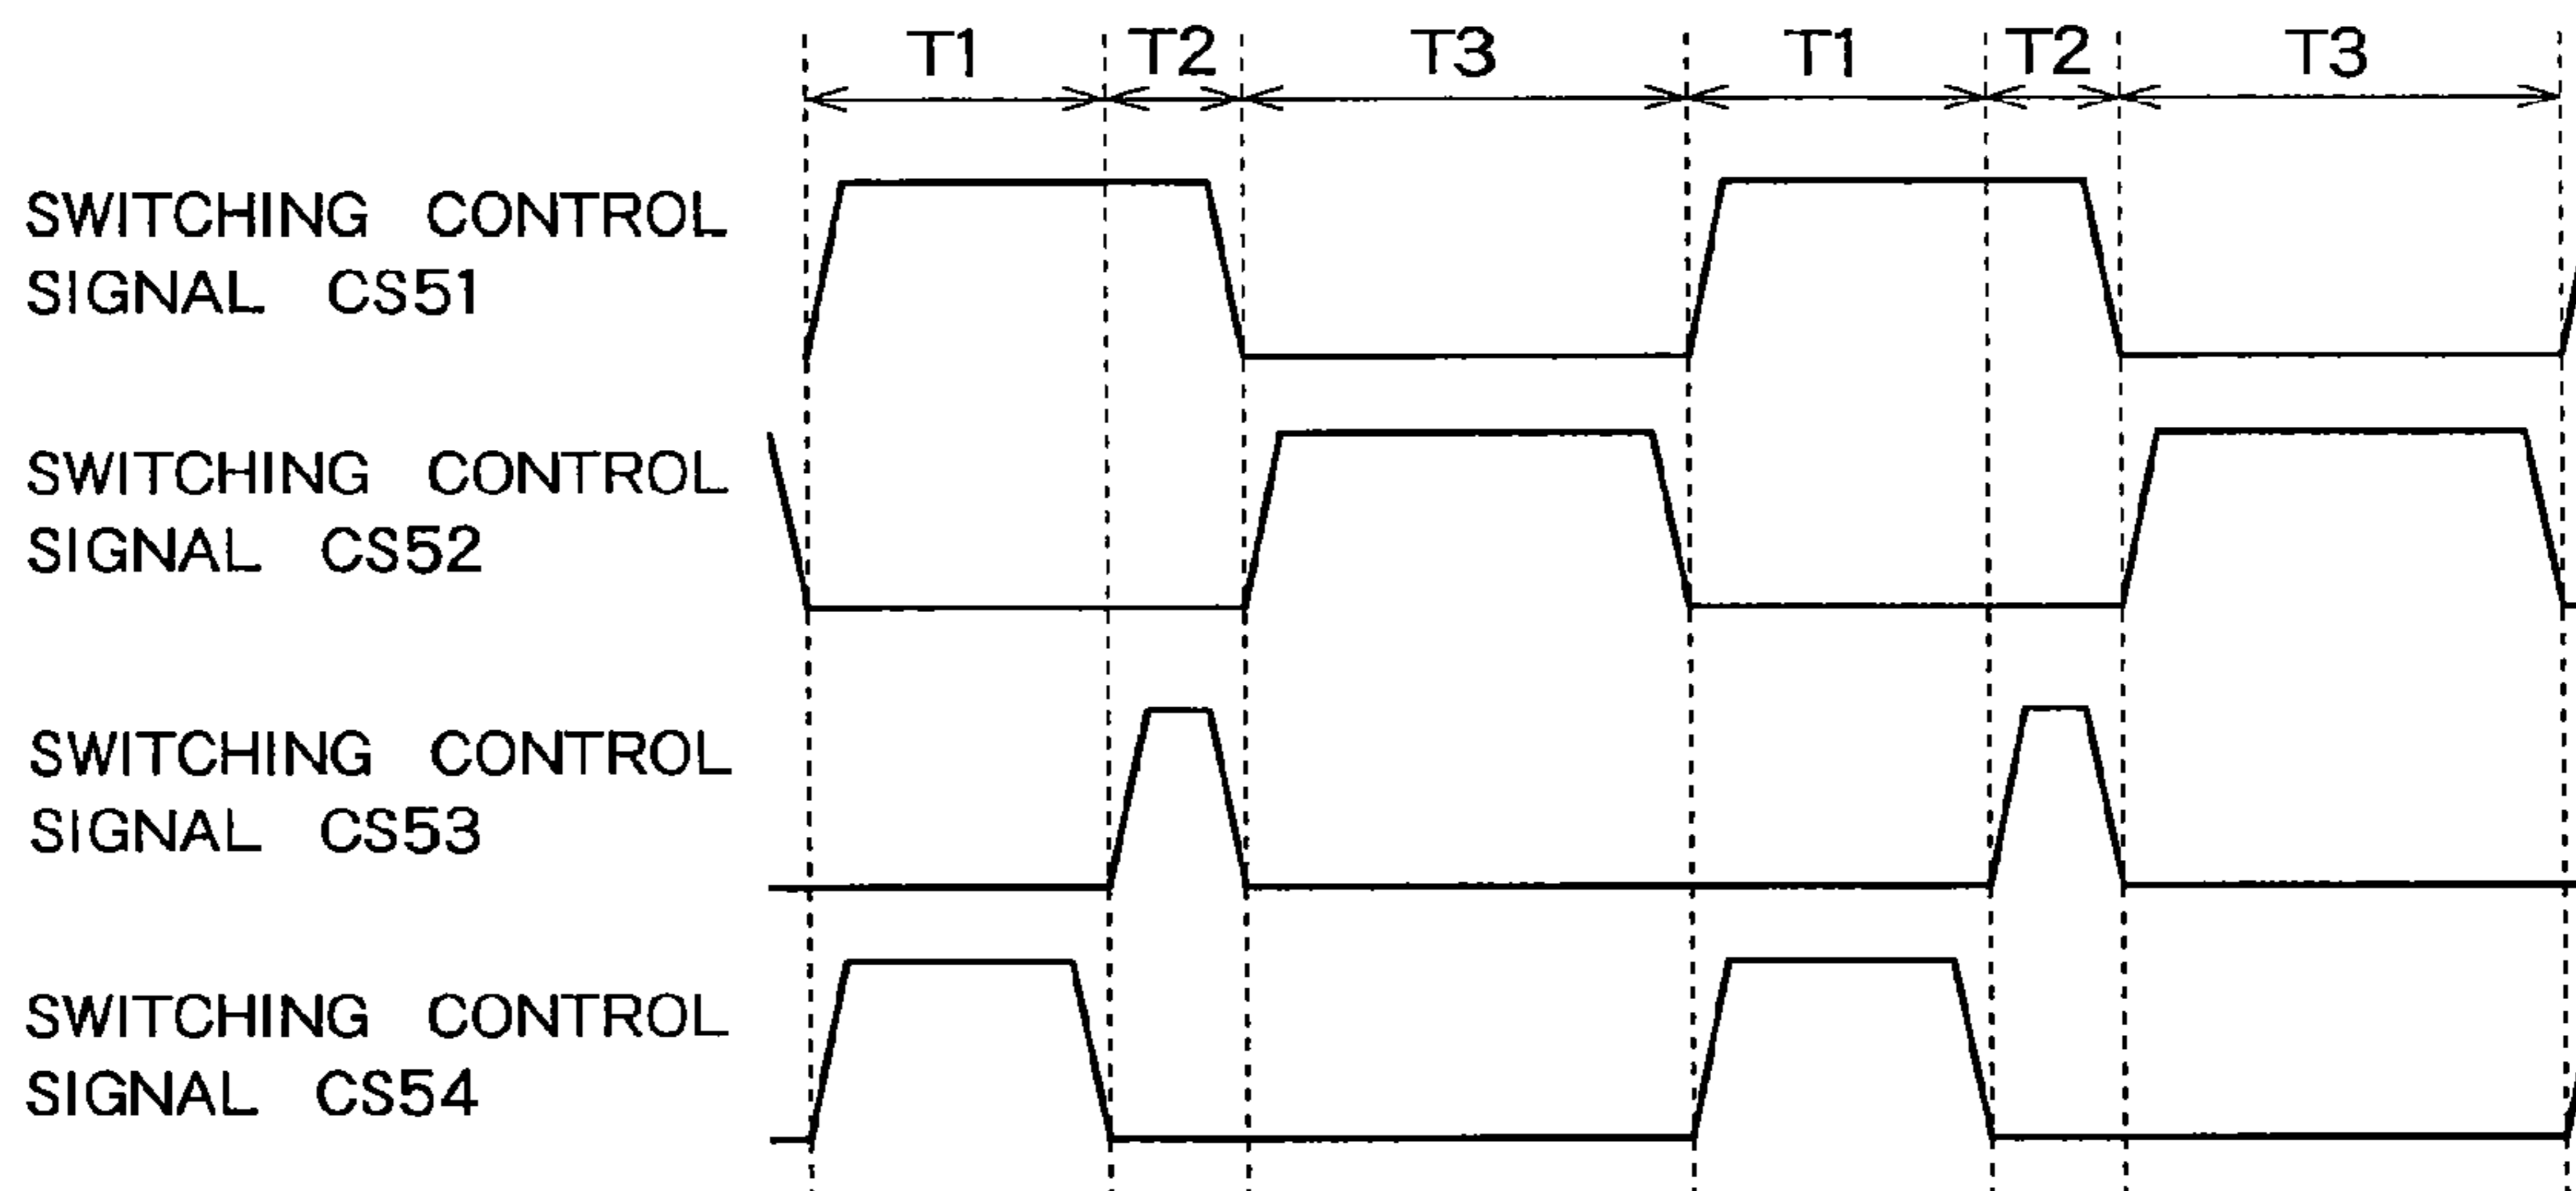 T1 T2 T3 T1 T2 T3
SWITCHING CONTROL
SIGNAL CS51
SWITCHING CONTROL
SIGNAL CS52
SWITCHING CONTROL
SIGNAL CS53
SWITCHING CONTROL
SIGNAL CS54